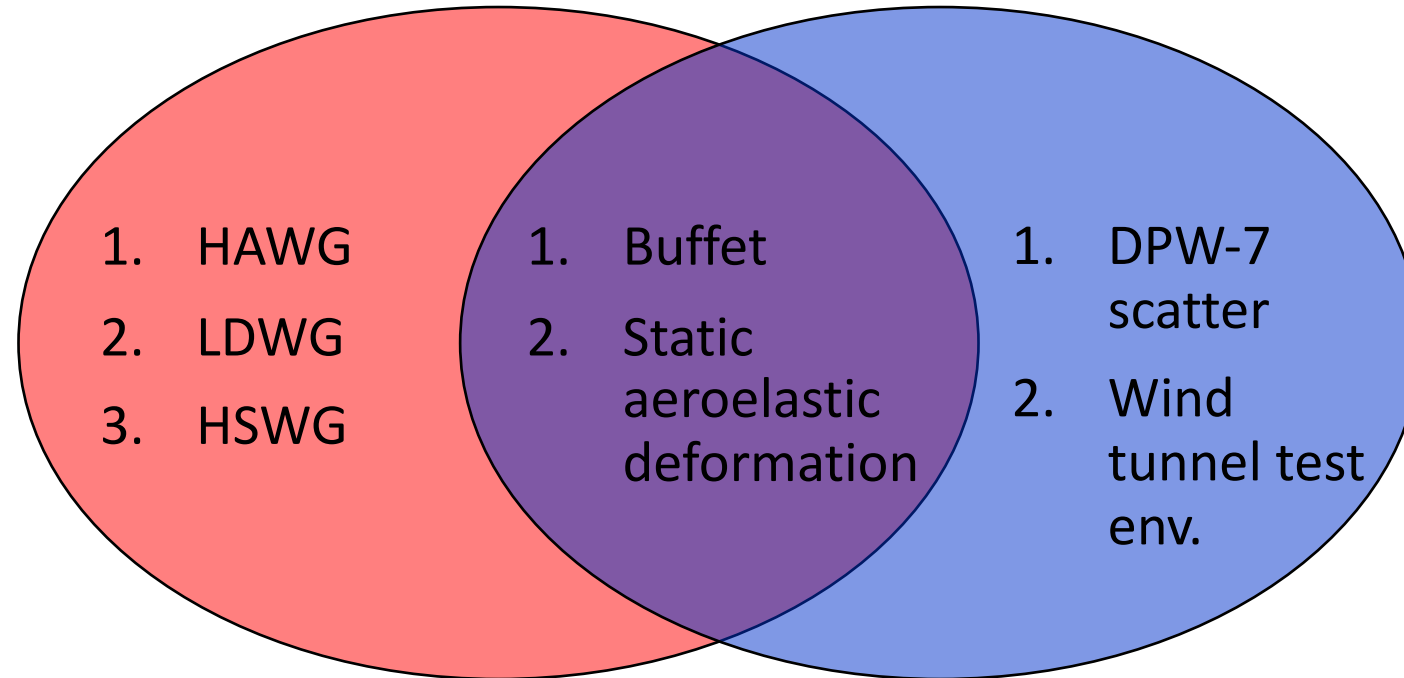 1. HAWG
2. LDWG
3. HSWG
1. Buffet
2. Static
aeroelastic
deformation
1. DPW-7
scatter
2. Wind
tunnel test
env.